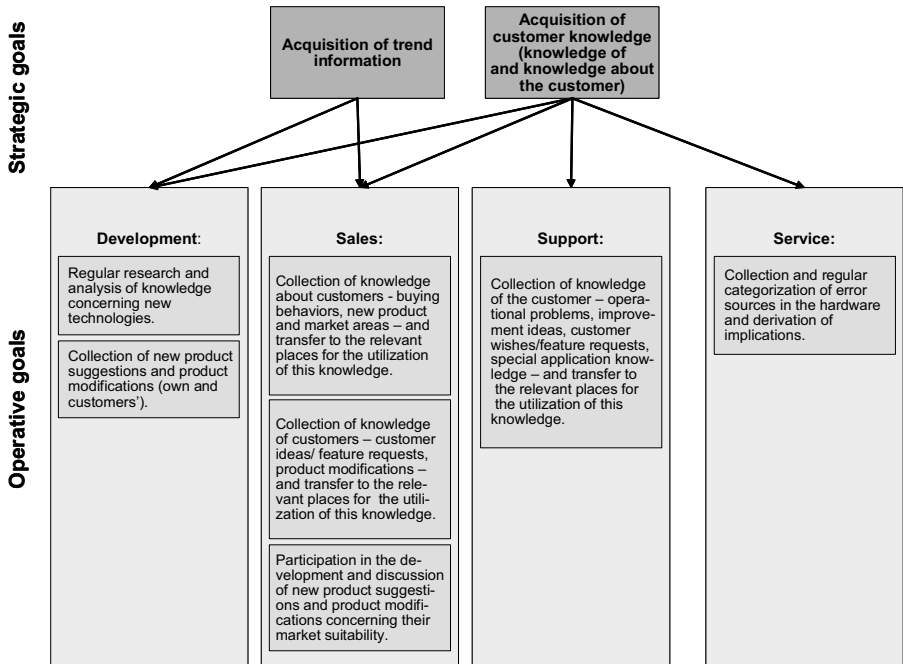 Strategic goals
Acquisition of trend
information
Acquisition of
customer knowledge
(knowledge of
and knowledge about
the customer)
Operative goals
Development:
Regular research and
analysis of knowledge
concerning new
technologies.
Collection of new product
suggestions and product
modifications (own and
customers').
Sales:
Collection of knowledge
about customers - buying
behaviors, new product
and market areas – and
transfer to the relevant
places for the utilization
of this knowledge.
Collection of knowledge
of customers – customer
ideas/ feature requests,
product modifications –
and transfer to the rele-
vant places for the utili-
zation of this knowledge.
Participation in the de-
velopment and discussion
of new product suggesti-
ons and product modifi-
cations concerning their
market suitability.
Support:
Collection of knowledge
of the customer – opera-
tional problems, improve-
ment ideas, customer
wishes/feature requests,
special application know-
ledge – and transfer to
the relevant places for
the utilization of this
knowledge.
Service:
Collection and regular
categorization of error
sources in the hardware
and derivation of
implications.